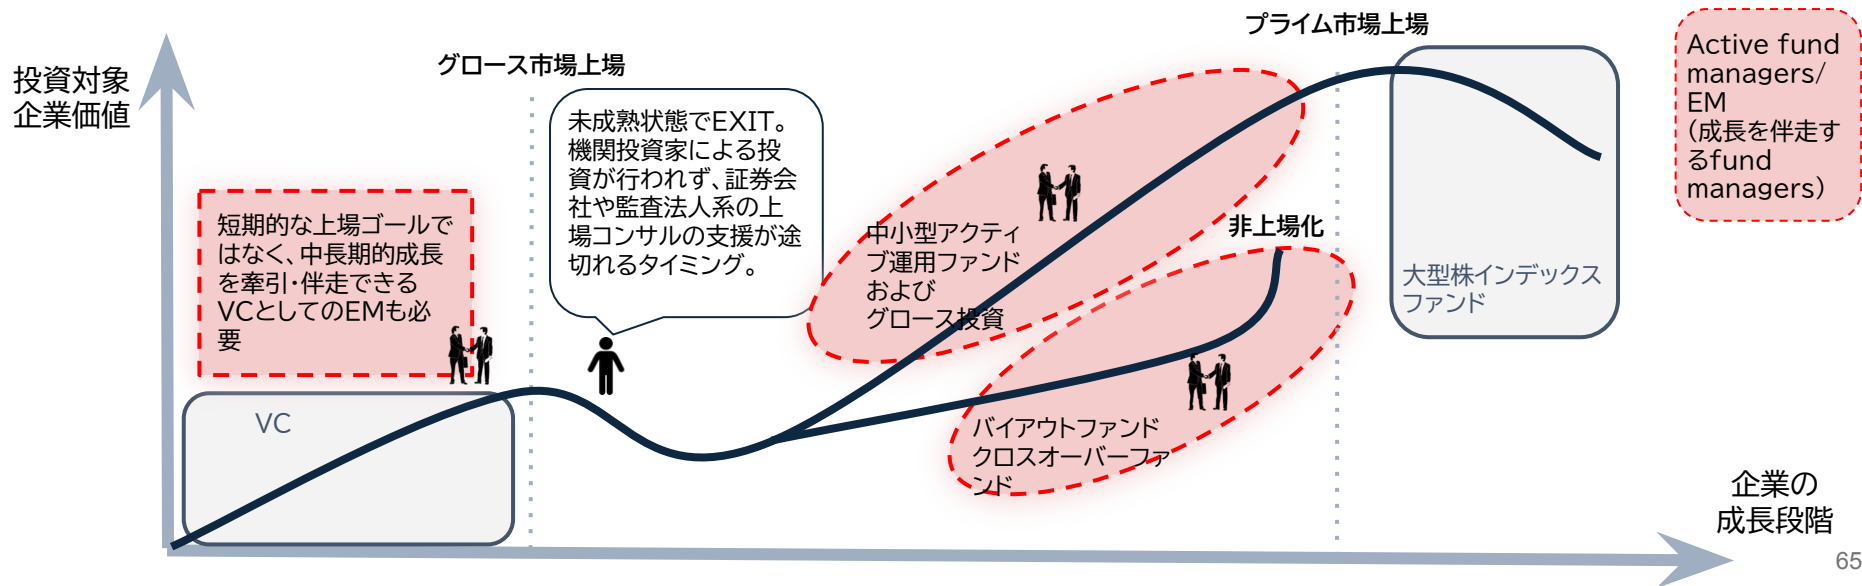 投資対象
企業価値
グロース市場上場
プライム市場上場
Active fund
managers/
EM
（成長を伴走す
るfund
managers）
未成熟状態でEXIT。
機関投資家による投
資が行われず、証券会
社や監査法人系の上
場コンサルの支援が途
切れるタイミング。
短期的な上場ゴールで
はなく、中長期的成長
を牽引・伴走できる
VCとしてのEMも必
要
中小型アクティ
ブ運用ファンド
および
グロース投資
非上場化
大型株インデックス
ファンド
VC
バイアウトファンド
クロスオーバーファ
ンド
企業の
成長段階
65